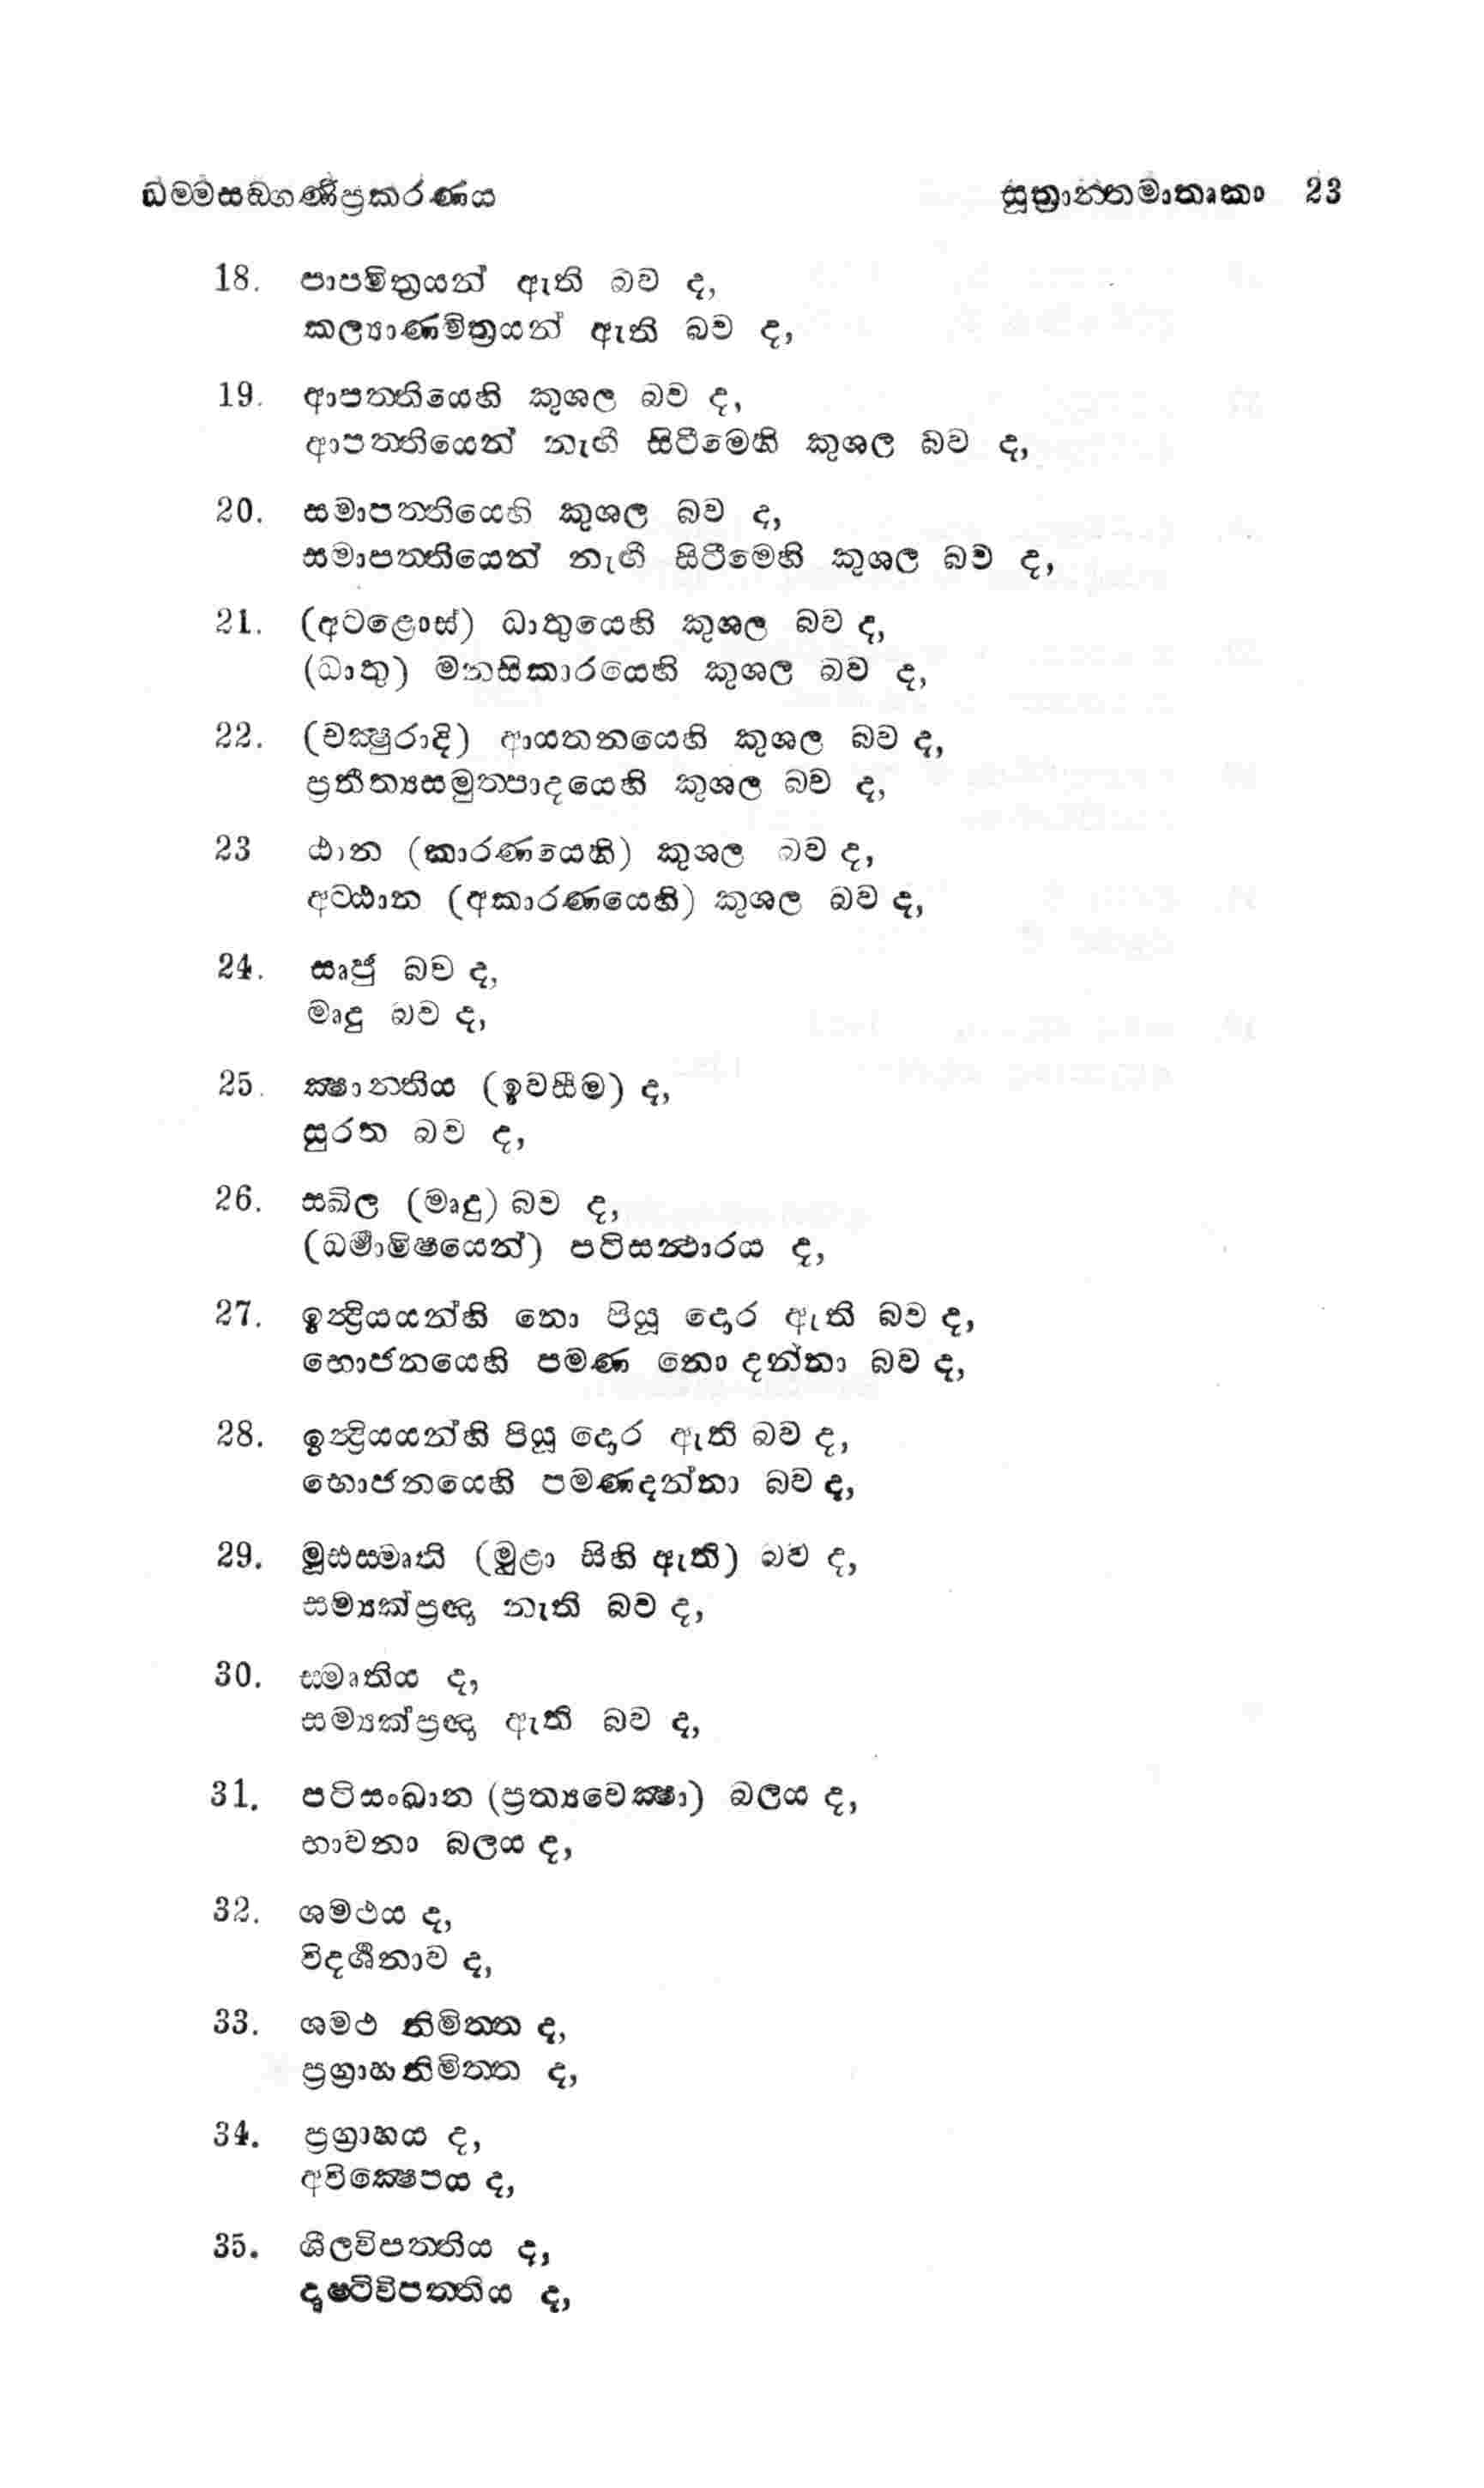 ධම්මසඞ්ගණිප්‍රකරණය සූත්‍රාන්තමාතෘකා 23
18. පාපමිත්‍රයන් ඇති බව ද,
කල්‍යාණමිත්‍රයන් ඇති බව ද,
19. ආපත්තියෙහි කුශල බව ද,
ආපත්තියෙන් නැඟී සිටීමෙහි කුශල බව ද,
20. සමාපත්තියෙහි කුශල බව ද,
සමාපත්තියෙන් නැඟී සිටීමෙහි කුශල බව ද,
21. (අටළොස්) ධාතුයෙහි කුශල බව ද,
(ධාතු) මනසිකාරයෙහි කුශල බව ද,
22. (චක්‍ෂුරාදි) ආයතනයෙහි කුශල බව ද,
ප්‍රතීත්‍යසමුත්පාදයෙහි කුශල බව ද,
23 ඨාන (කාරණයෙහි) කුශල බව ද,
අට්ඨාන (අකාරණයෙහි) කුශල බව ද,
24. සෘජු බව ද,
මෘදු බව ද,
25. ක්‍ෂාන්තිය (ඉවසීම) ද,
සුරත බව ද,
26. සඛිල (මෘදු) බව ද,
(ධර්‍මාමිෂයෙන්) පටිසන්ථාරය ද,
27. ඉන්‍ද්‍රියයන්හි නො පියූ දොර ඇති බව ද,
භොජනයෙහි පමණ නො දන්නා බව ද,
28. ඉන්‍ද්‍රියයන්හි පියූ දොර ඇති බව ද,
භොජනයෙහි පමණදන්නා බව ද,
29. මූඪස්මෘති (මුළා සිහි ඇති) බව ද,
සම්‍යක්ප්‍රඥා නැති බව ද,
30. ස්මෘතිය ද,
සම්‍යක්ප්‍රඥා ඇති බව ද,
31. පටිසංඛාන (ප්‍රත්‍යවෙක්‍ෂා) බලය ද,
භාවනා බලය ද,
32. ශමථය ද,
විදර්‍ශනාව ද,
33. ශමථ නිමිත්ත ද,
ප්‍රග්‍රාහනිමිත්ත ද,
34. ප්‍රග්‍රාහය ද,
අවික්‍ෂෙපය ද,
35. ශීලවිපත්තිය ද,
දෘෂ්ටිවිපත්තිය ද,